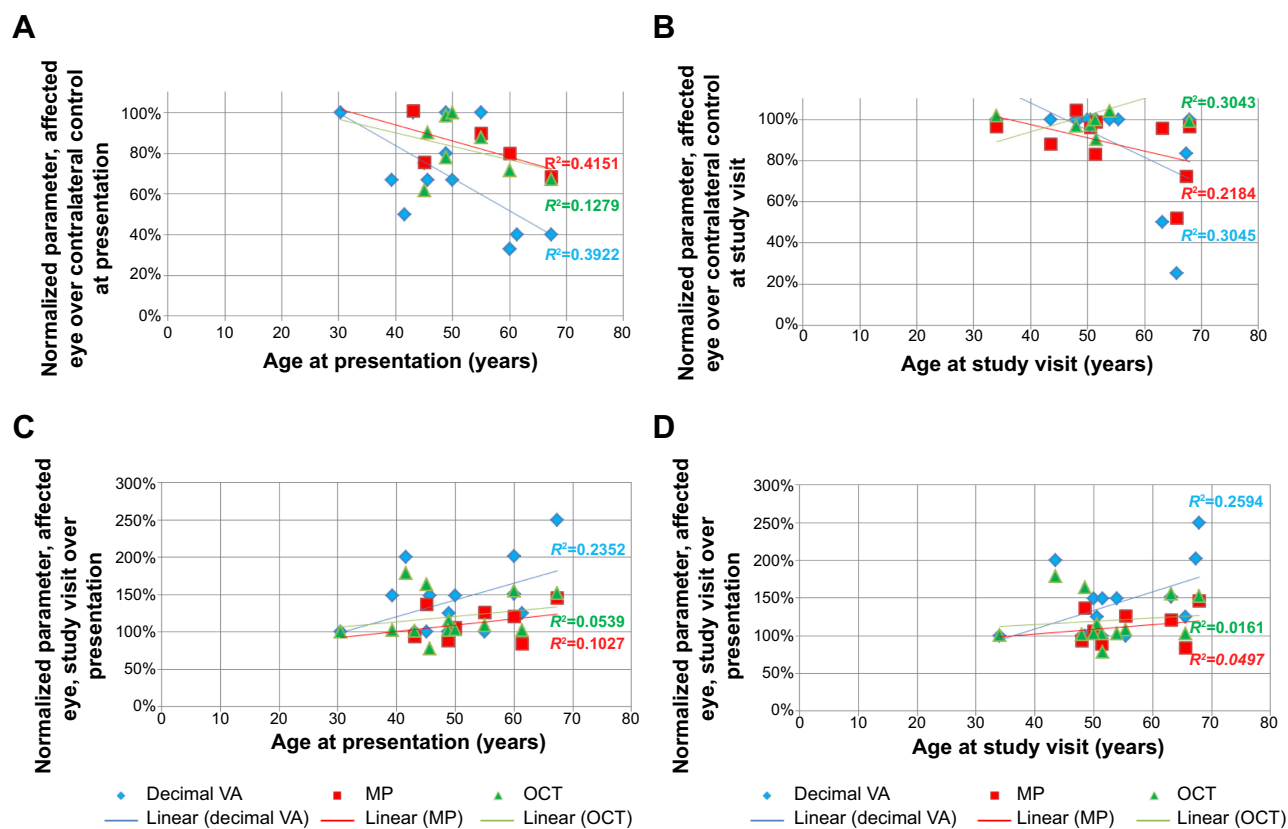 A
Normalized parameter, affected
eye over contralateral control
at presentation
100%
80%
60%
40%
20%
0%
0 10 20 30 40 50 60 70 80
Age at presentation (years)
R²=0.4151
R²=0.1279
R²=0.3922
B
Normalized parameter, affected
eye over contralateral control
at study visit
100%
80%
60%
40%
20%
0%
0 10 20 30 40 50 60 70 80
Age at study visit (years)
R²=0.3043
R²=0.2184
R²=0.3045
C
Normalized parameter, affected
eye, study visit over
presentation
300%
250%
200%
150%
100%
50%
0%
0 10 20 30 40 50 60 70 80
Age at presentation (years)
R²=0.2352
R²=0.0539
R²=0.1027
D
Normalized parameter, affected
eye, study visit over
presentation
300%
250%
200%
150%
100%
50%
0%
0 10 20 30 40 50 60 70 80
Age at study visit (years)
R²=0.2594
R²=0.0161
R²=0.0497
Decimal VA MP OCT
Linear (decimal VA) Linear (MP) Linear (OCT)
Decimal VA MP OCT
Linear (decimal VA) Linear (MP) Linear (OCT)